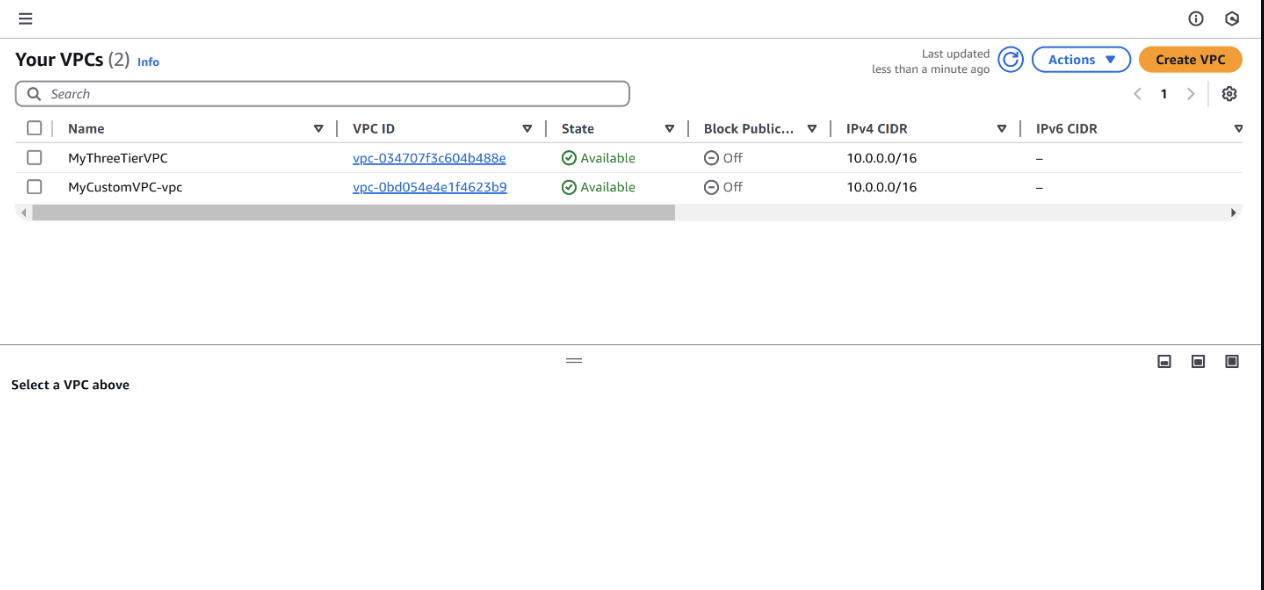 Your VPCs (2) Info
Last updated
less than a minute ago
Actions
Create VPC
Search
1
Name VPC ID State Block Public... IPv4 CIDR IPv6 CIDR
MyThreeTierVPC vpc-034707f3c604b488e Available Off 10.0.0.0/16 –
MyCustomVPC-vpc vpc-0bd054e4e1f4623b9 Available Off 10.0.0.0/16 –
Select a VPC above